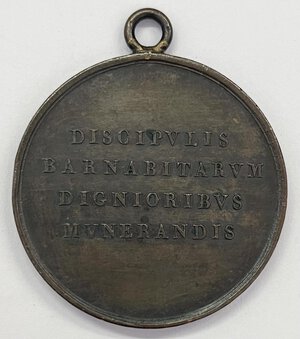 DISCIPVLIS
BARNABITARVM
DIGNIORIBVS
MVNERANDIS